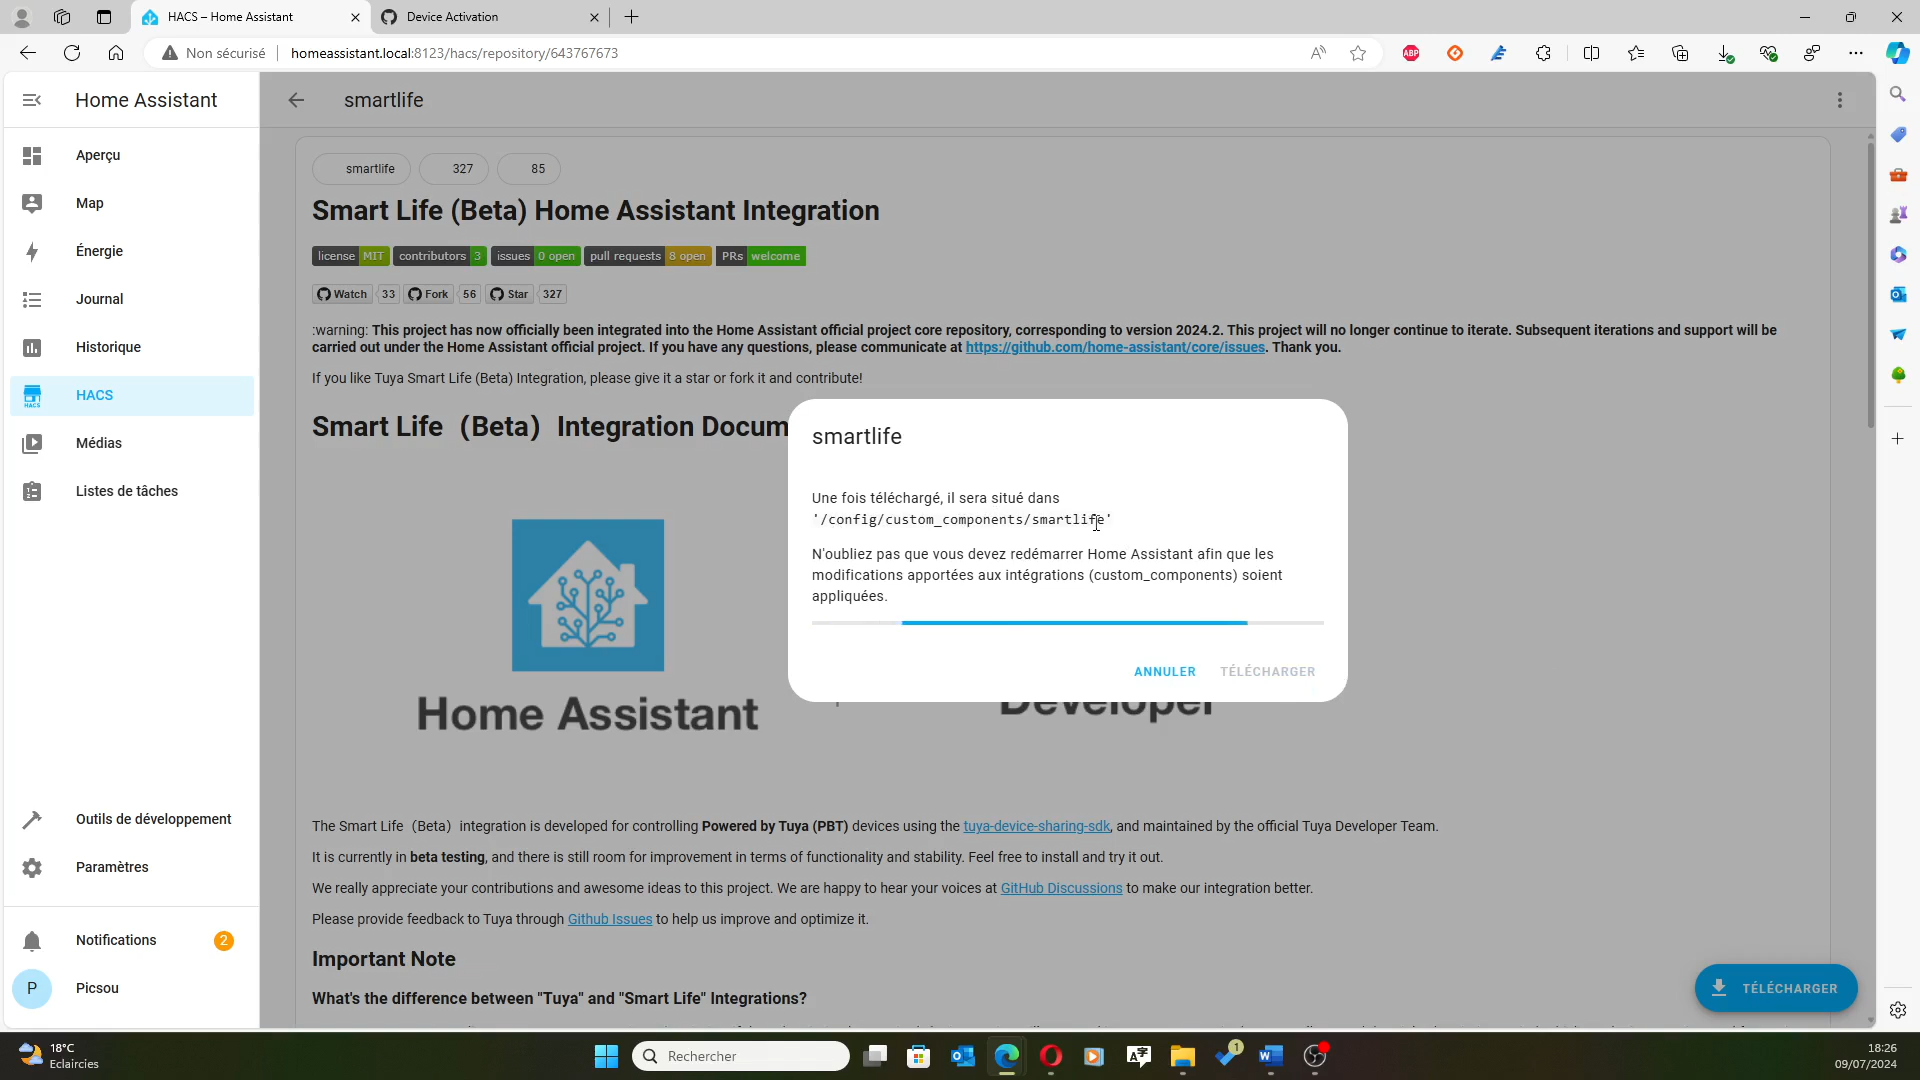 HACS – Home Assistant
Device Activation
Non sécurisé
homeassistant.local:8123/hacs/repository/643767673
Home Assistant
smartlife
Aperçu
Map
Énergie
Journal
Historique
HACS
Médias
Listes de tâches
Outils de développement
Paramètres
Notifications 2
P Picsou
smartlife
327
85
Smart Life (Beta) Home Assistant Integration
license MIT contributors 3 issues 0 open pull requests 8 open PRs welcome
Watch 33 Fork 56 Star 327
:warning: This project has now officially been integrated into the Home Assistant official project core repository, corresponding to version 2024.2. This project will no longer continue to iterate. Subsequent iterations and support will be
carried out under the Home Assistant official project. If you have any questions, please communicate at https://github.com/home-assistant/core/issues. Thank you.
If you like Tuya Smart Life (Beta) Integration, please give it a star or fork it and contribute!
Smart Life（Beta）Integration Docum
smartlife
Une fois téléchargé, il sera situé dans
'/config/custom_components/smartlife'
N'oubliez pas que vous devez redémarrer Home Assistant afin que les
modifications apportées aux intégrations (custom_components) soient
appliquées.
ANNULER
TÉLÉCHARGER
Home Assistant
Developer
The Smart Life（Beta）integration is developed for controlling Powered by Tuya (PBT) devices using the tuya-device-sharing-sdk, and maintained by the official Tuya Developer Team.
It is currently in beta testing, and there is still room for improvement in terms of functionality and stability. Feel free to install and try it out.
We really appreciate your contributions and awesome ideas to this project. We are happy to hear your voices at GitHub Discussions to make our integration better.
Please provide feedback to Tuya through Github Issues to help us improve and optimize it.
Important Note
What's the difference between "Tuya" and "Smart Life" Integrations?
TÉLÉCHARGER
18°C
Eclaircies
Rechercher
1
18:26
09/07/2024